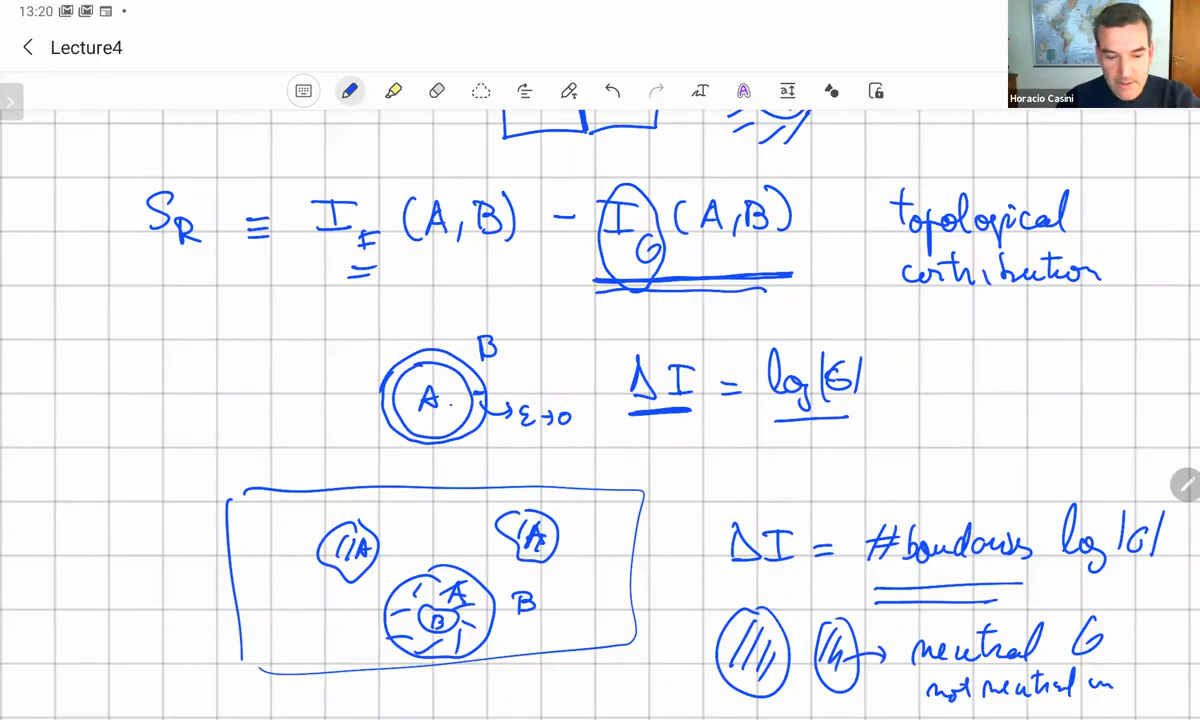 13:20
Lecture4
Horacio Casini
S_R ≡ I_F (A, B) - I_G (A, B) topological
contribution
B
A
ε→0
ΔI = log|G|
A
A
A
B
B
ΔI = #boudaries log|G|
→ neutral G
not neutral in